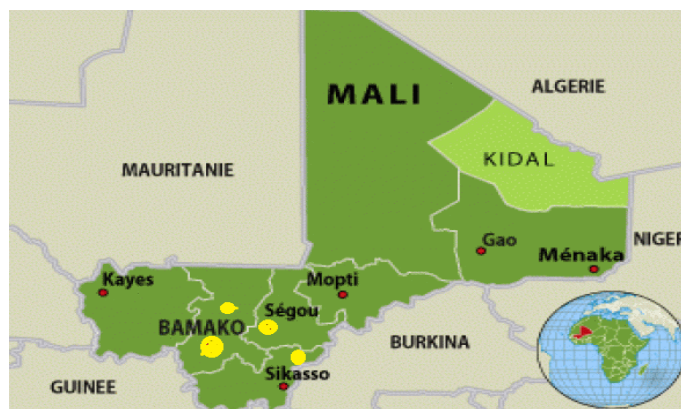 MALI
ALGERIE
KIDAL
MAURITANIE
Gao
NIGER
Ménaka
Kayes
Mopti
Ségou
BAMAKO
BURKINA
Sikasso
GUINEE